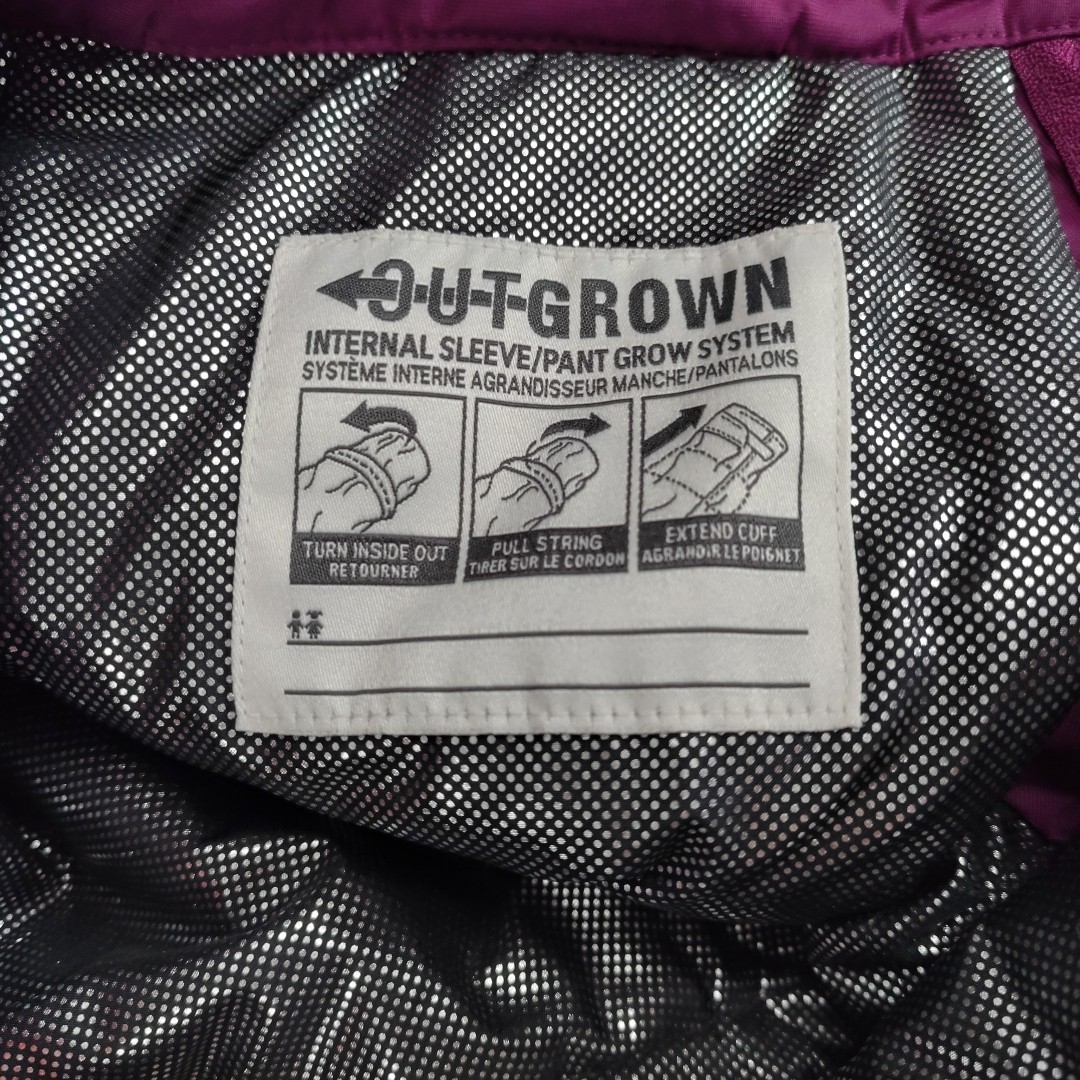 OUTGROWN
INTERNAL SLEEVE/PANT GROW SYSTEM
SYSTÈME INTERNE AGRANDISSEUR MANCHE/PANTALONS
TURN INSIDE OUT
RETOURNER
PULL STRING
TIRER SUR LE CORDON
EXTEND CUFF
AGRANDIR LE POIGNET